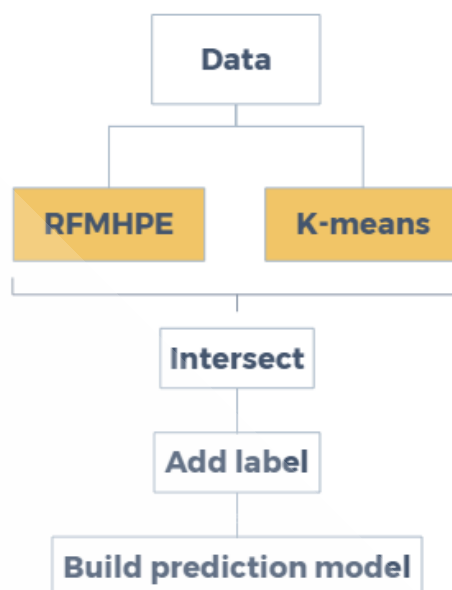 Data
RFMHPE
K-means
Intersect
Add label
Build prediction model